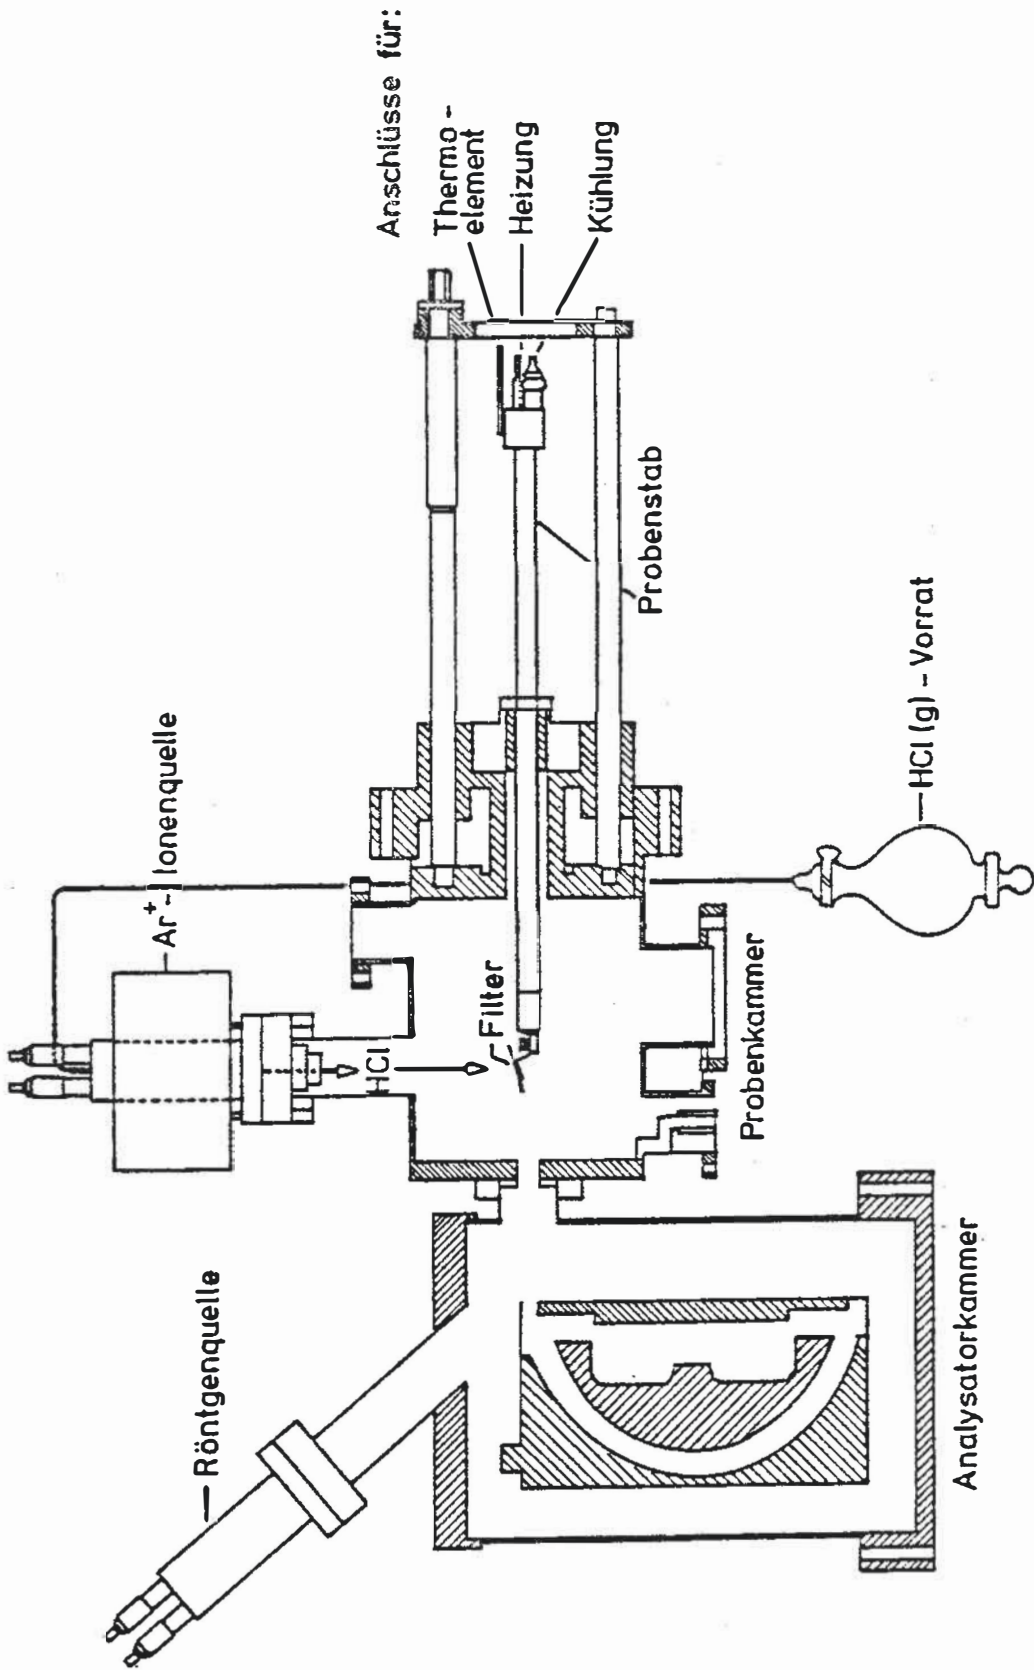 Anschlüsse für:
Thermo-
element
Heizung
Kühlung
Probenstab
Ar⁺-Ionenquelle
HCl
Filter
HCl (g) - Vorrat
Probenkammer
Röntgenquelle
Analysatorkammer